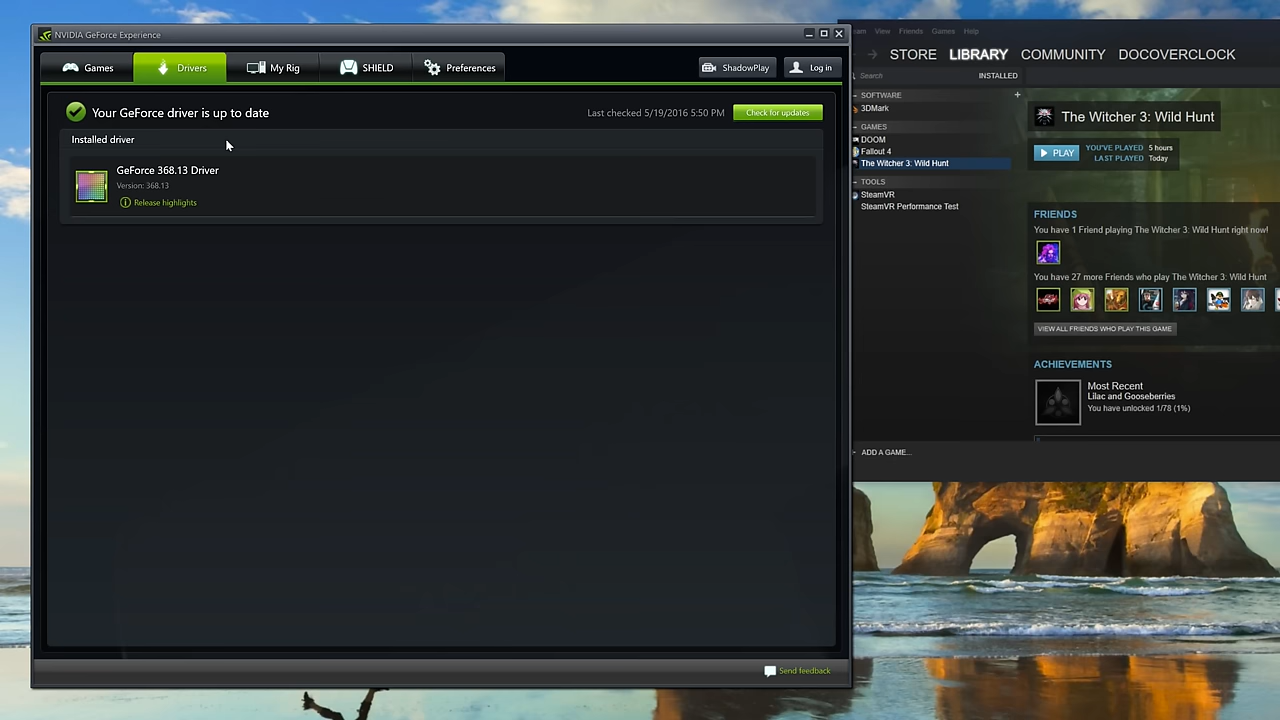 NVIDIA GeForce Experience
Games
Drivers
My Rig
SHIELD
Preferences
ShadowPlay
Log in
Your GeForce driver is up to date
Last checked 5/19/2016 5:50 PM
Check for updates
Installed driver
GeForce 368.13 Driver
Version: 368.13
Release highlights
Send feedback
View Friends Games Help
STORE LIBRARY COMMUNITY DOCOVERCLOCK
Search
INSTALLED
SOFTWARE
3DMark
GAMES
DOOM
Fallout 4
The Witcher 3: Wild Hunt
TOOLS
SteamVR
SteamVR Performance Test
ADD A GAME...
The Witcher 3: Wild Hunt
PLAY
YOU'VE PLAYED 5 hours
LAST PLAYED Today
FRIENDS
You have 1 Friend playing The Witcher 3: Wild Hunt right now!
You have 27 more Friends who play The Witcher 3: Wild Hunt
VIEW ALL FRIENDS WHO PLAY THIS GAME
ACHIEVEMENTS
Most Recent
Lilac and Gooseberries
You have unlocked 1/78 (1%)